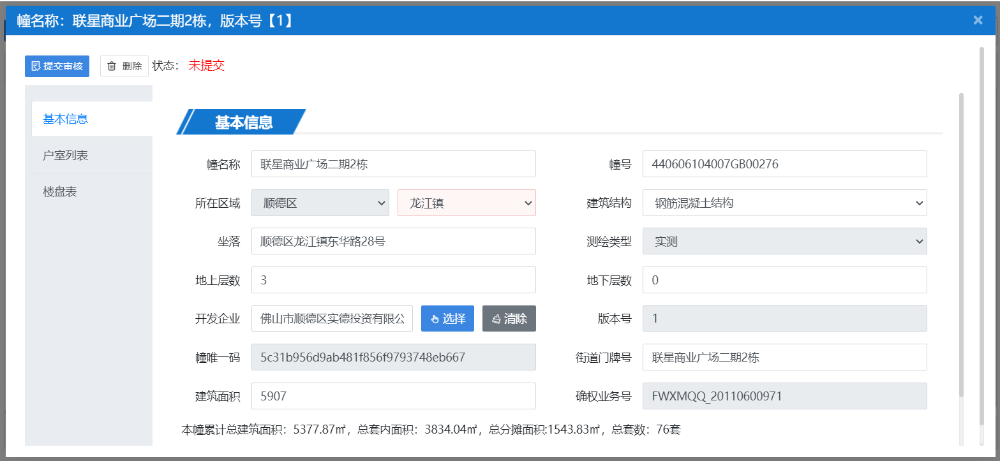 幢名称：联星商业广场二期2栋，版本号【1】
提交审核 删除 状态： 未提交
基本信息
户室列表
楼盘表
基本信息
幢名称 联星商业广场二期2栋 幢号 440606104007GB00276
所在区域 顺德区 龙江镇 建筑结构 钢筋混凝土结构
坐落 顺德区龙江镇东华路28号 测绘类型 实测
地上层数 3 地下层数 0
开发企业 佛山市顺德区实德投资有限公 选择 清除 版本号 1
幢唯一码 5c31b956d9ab481f856f9793748eb667 街道门牌号 联星商业广场二期2栋
建筑面积 5907 确权业务号 FWXMQQ_20110600971
本幢累计总建筑面积：5377.87㎡，总套内面积：3834.04㎡，总分摊面积:1543.83㎡，总套数：76套